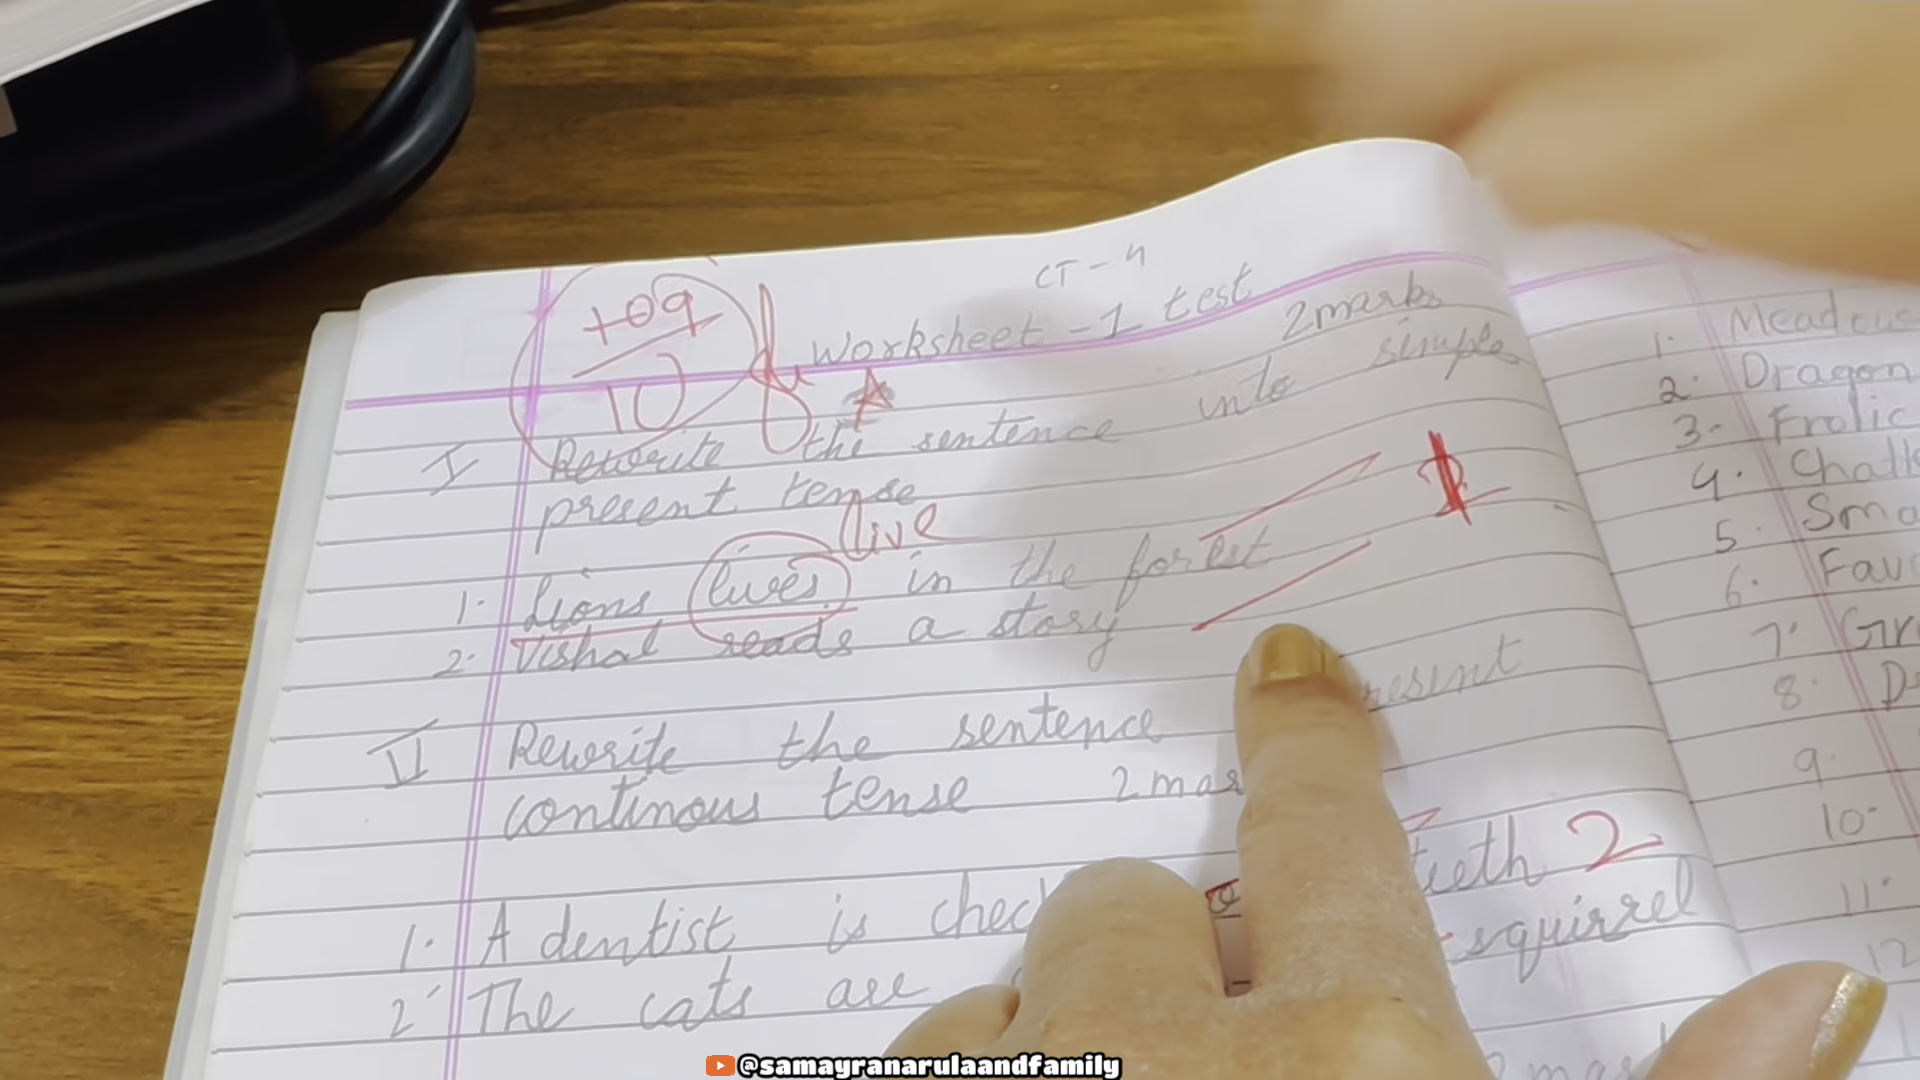 CT - 4
+09
10
Worksheet - 1 test
2 marks
I Rewrite the sentence into simple
present tense
live
1. Lions lives in the forest
2. Vishal reads a story
II Rewrite the sentence resent
continous tense 2 mar
1. A dentist is chec teeth 2
2. The cats are squirrel
1.
2. Dragon
3. Frolic
4.
5. Sma
6. Fav
7.
8.
9.
10.
11.
12
@samayranarulaandfamily